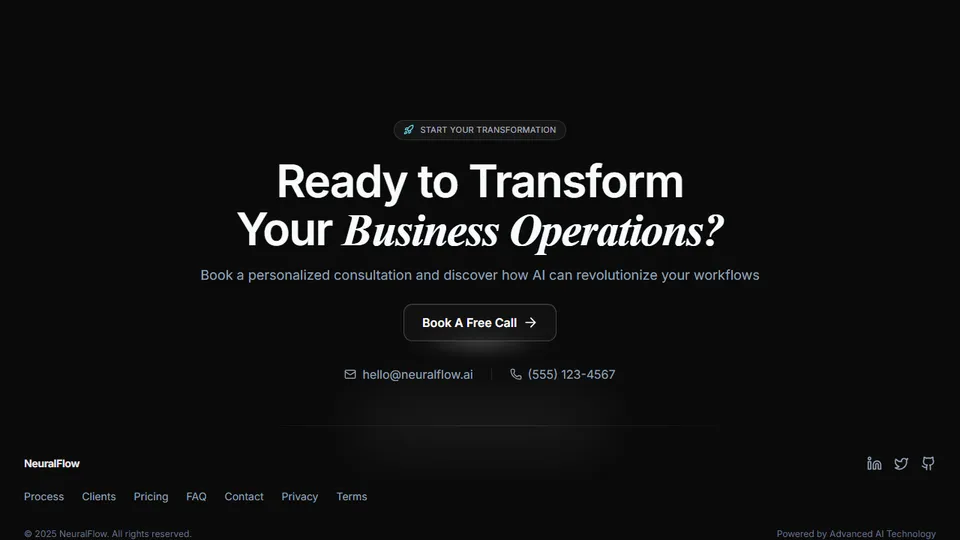 START YOUR TRANSFORMATION
Ready to Transform
Your Business Operations?
Book a personalized consultation and discover how AI can revolutionize your workflows
Book A Free Call
hello@neuralflow.ai (555) 123-4567
NeuralFlow
Process Clients Pricing FAQ Contact Privacy Terms
© 2025 NeuralFlow. All rights reserved. Powered by Advanced AI Technology